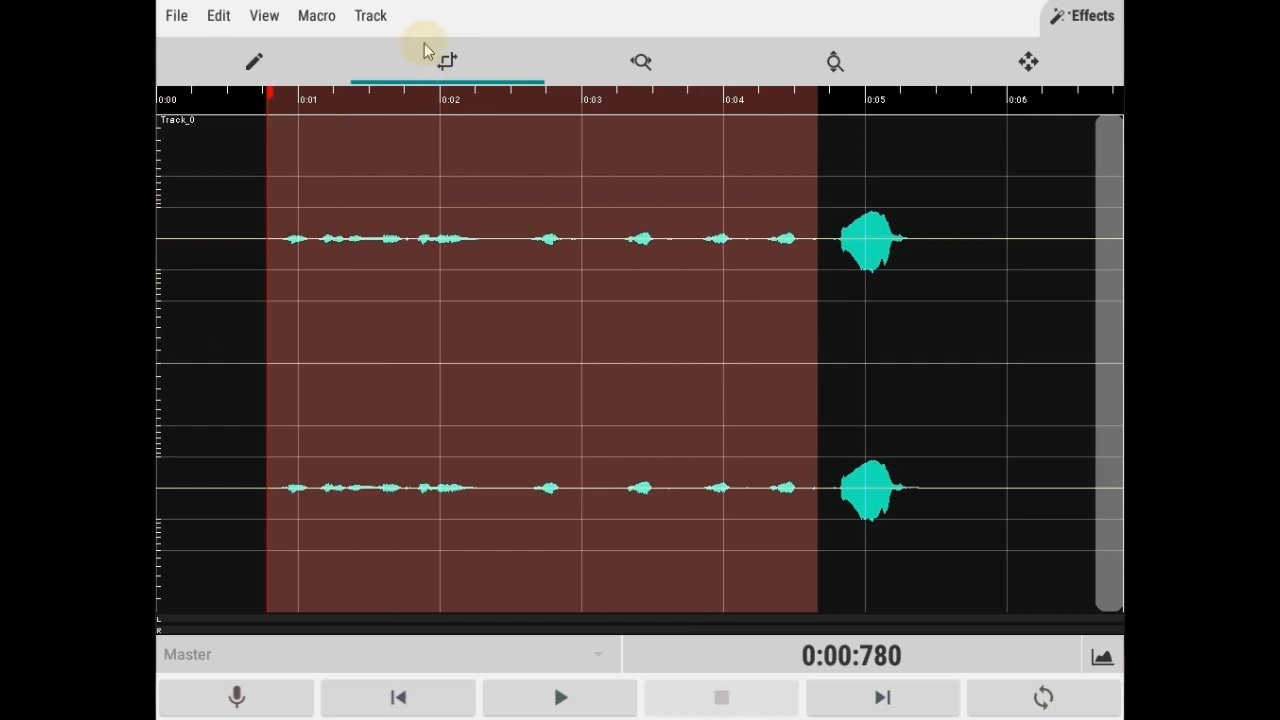 File Edit View Macro Track Effects
0:00 0:01 0:02 0:03 0:04 0:05 0:06
Track_0
L
R
Master 0:00:780